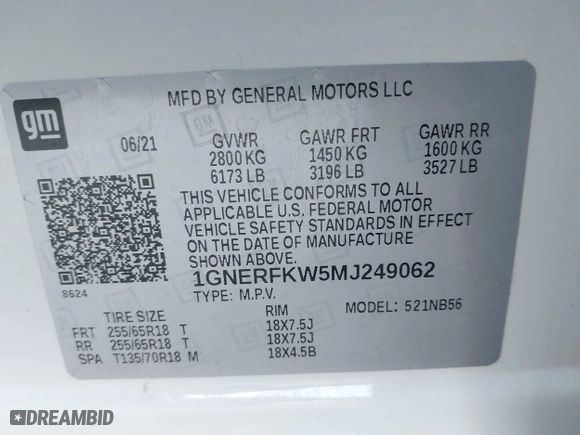 gm
MFD BY GENERAL MOTORS LLC
06/21 GVWR GAWR FRT GAWR RR
2800 KG 1450 KG 1600 KG
6173 LB 3196 LB 3527 LB
THIS VEHICLE CONFORMS TO ALL
APPLICABLE U.S. FEDERAL MOTOR
VEHICLE SAFETY STANDARDS IN EFFECT
ON THE DATE OF MANUFACTURE
SHOWN ABOVE.
8624
1GNERFKW5MJ249062
TYPE: M.P.V. MODEL: 521NB56
TIRE SIZE RIM
FRT 255/65R18 T 18X7.5J
RR 255/65R18 T 18X7.5J
SPA T135/70R18 M 18X4.5B
DREAMBID